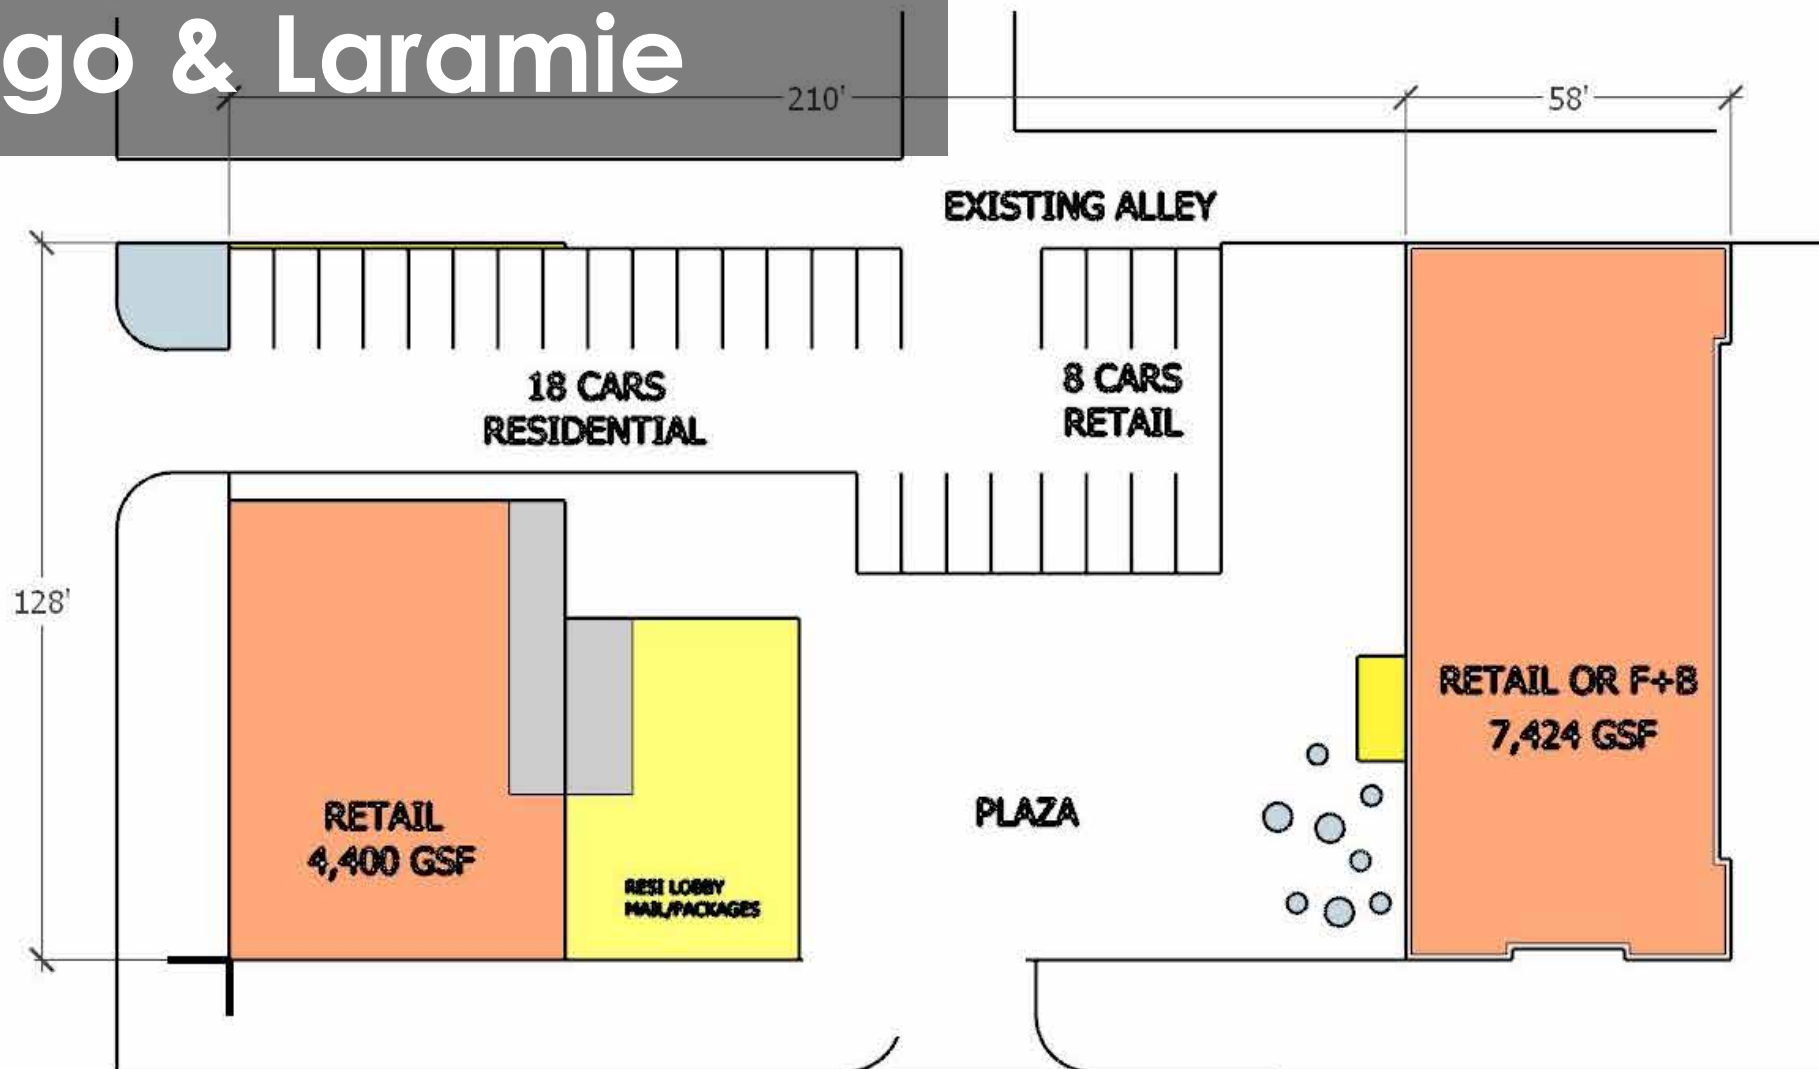 go & Laramie
210'
58'
EXISTING ALLEY
18 CARS
RESIDENTIAL
8 CARS
RETAIL
128'
RETAIL OR F+B
7,424 GSF
PLAZA
RETAIL
4,400 GSF
RESI LOBBY
MAIL/PACKAGES